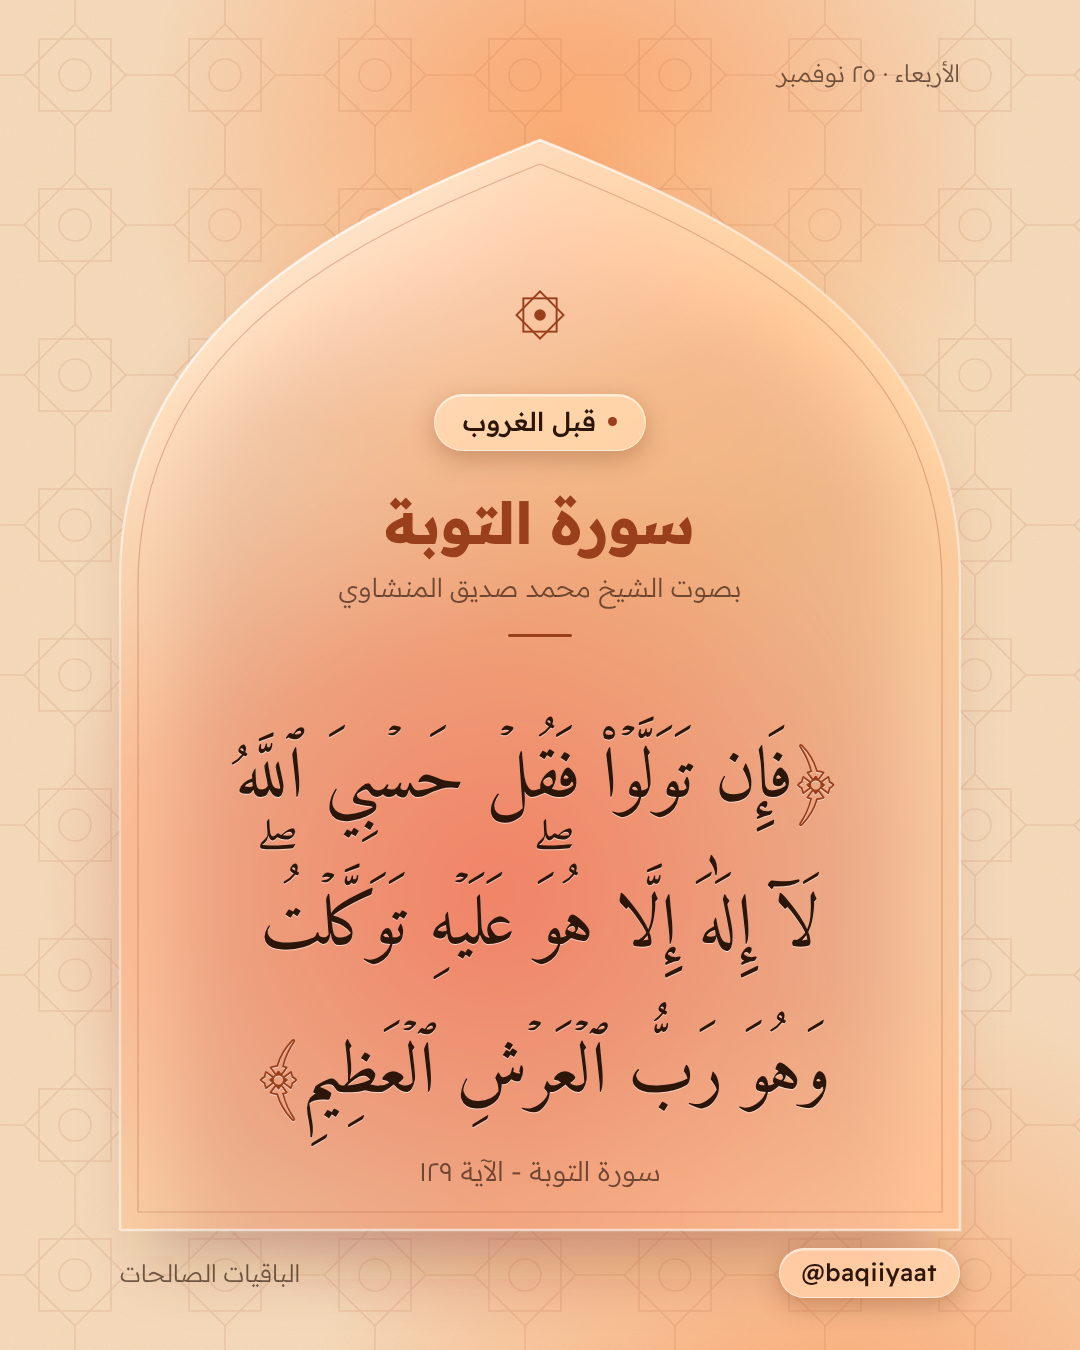 الأربعاء · ٢٥ نوفمبر
قبل الغروب
سورة التوبة
بصوت الشيخ محمد صديق المنشاوي
﴿فَإِن تَوَلَّوۡاْ فَقُلۡ حَسۡبِيَ ٱللَّهُ
لَآ إِلَٰهَ إِلَّا هُوَۖ عَلَيۡهِ تَوَكَّلۡتُۖ
وَهُوَ رَبُّ ٱلۡعَرۡشِ ٱلۡعَظِيمِ﴾
سورة التوبة - الآية ١٢٩
@baqiiyaat
الباقيات الصالحات